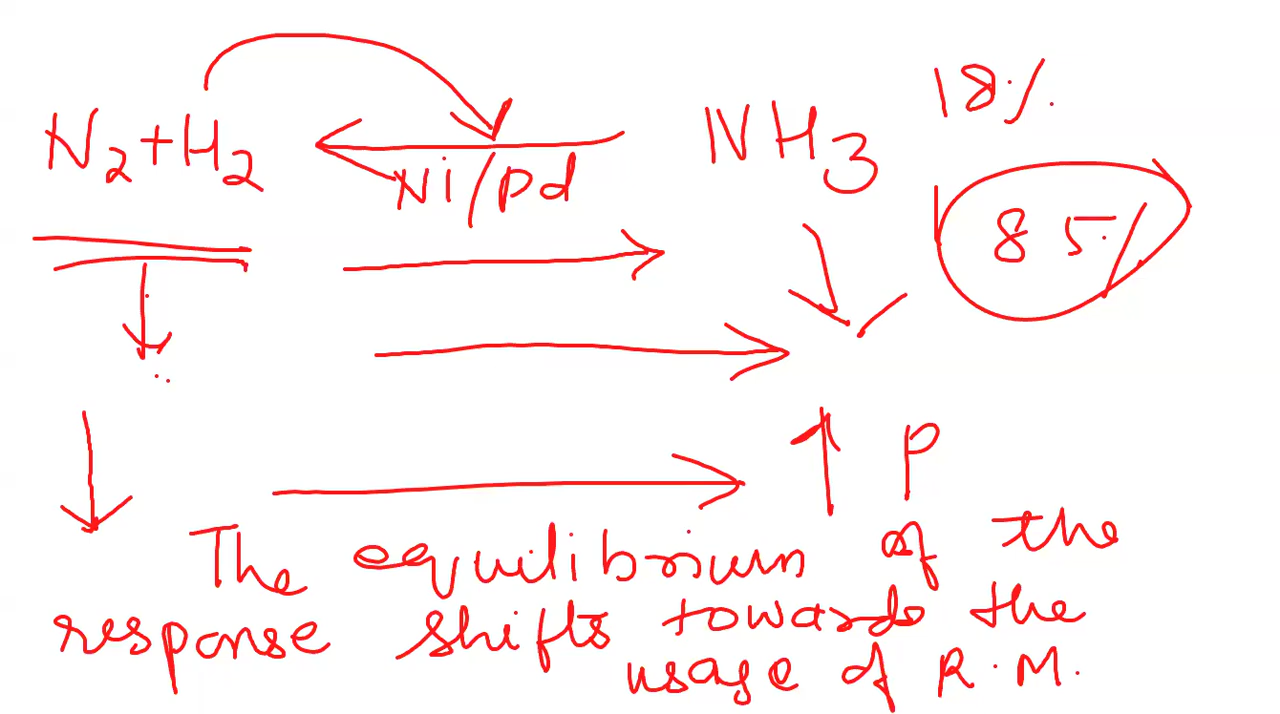 N2+H2 Ni/Pd NH3 18%
85%
P
The equilibrium of the
response shifts towards the
usage of R.M.